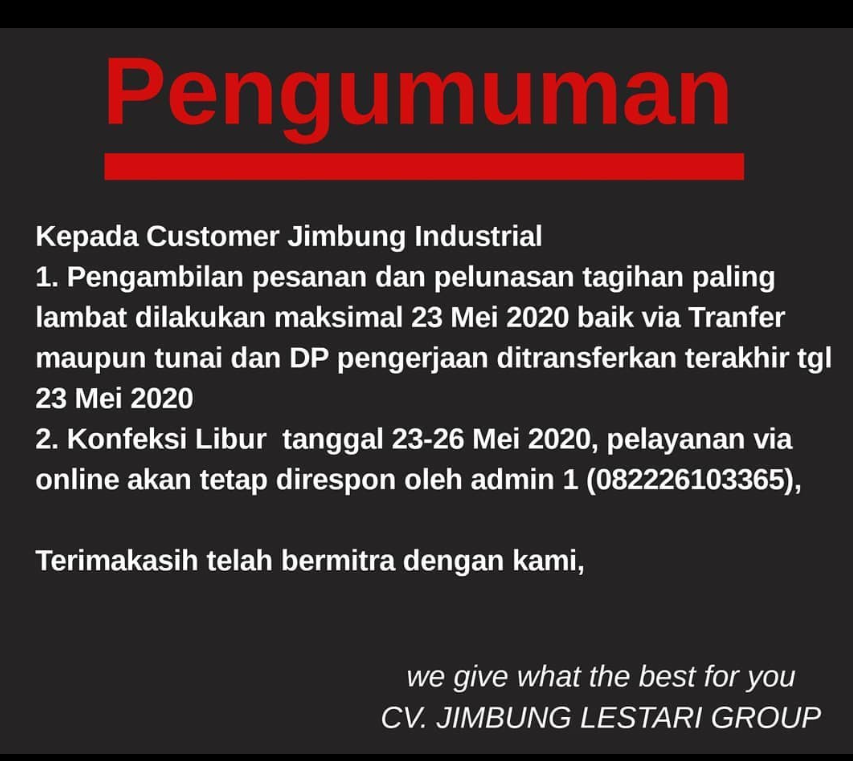 Pengumuman
Kepada Customer Jimbung Industrial
1. Pengambilan pesanan dan pelunasan tagihan paling
lambat dilakukan maksimal 23 Mei 2020 baik via Tranfer
maupun tunai dan DP pengerjaan ditransferkan terakhir tgl
23 Mei 2020
2. Konfeksi Libur  tanggal 23-26 Mei 2020, pelayanan via
online akan tetap direspon oleh admin 1 (082226103365),
Terimakasih telah bermitra dengan kami,
we give what the best for you
CV. JIMBUNG LESTARI GROUP